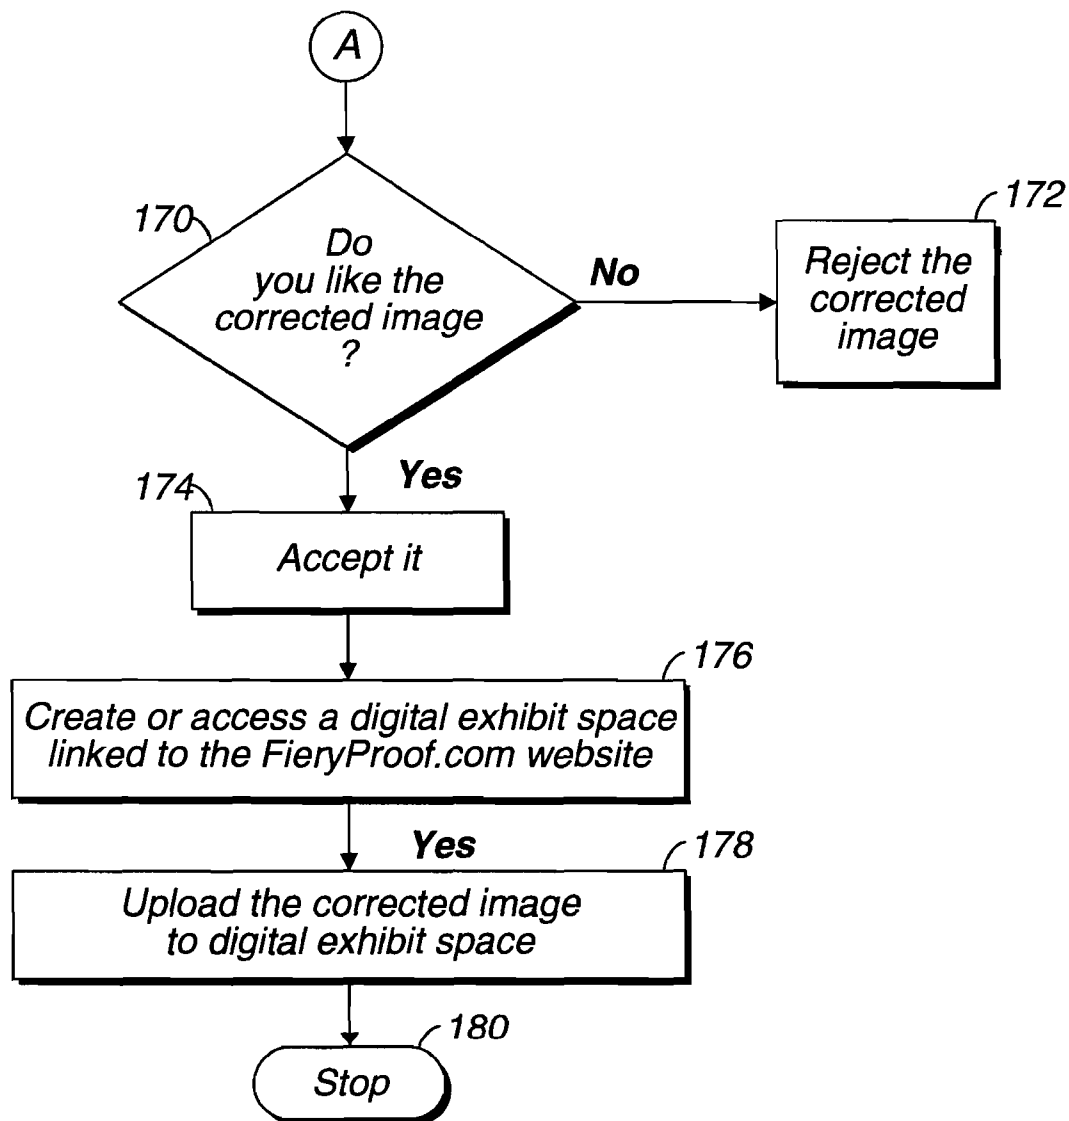 A
170
Do
you like the
corrected image
?
No
172
Reject the
corrected
image
Yes
174
Accept it
176
Create or access a digital exhibit space
linked to the FieryProof.com website
Yes
178
Upload the corrected image
to digital exhibit space
180
Stop